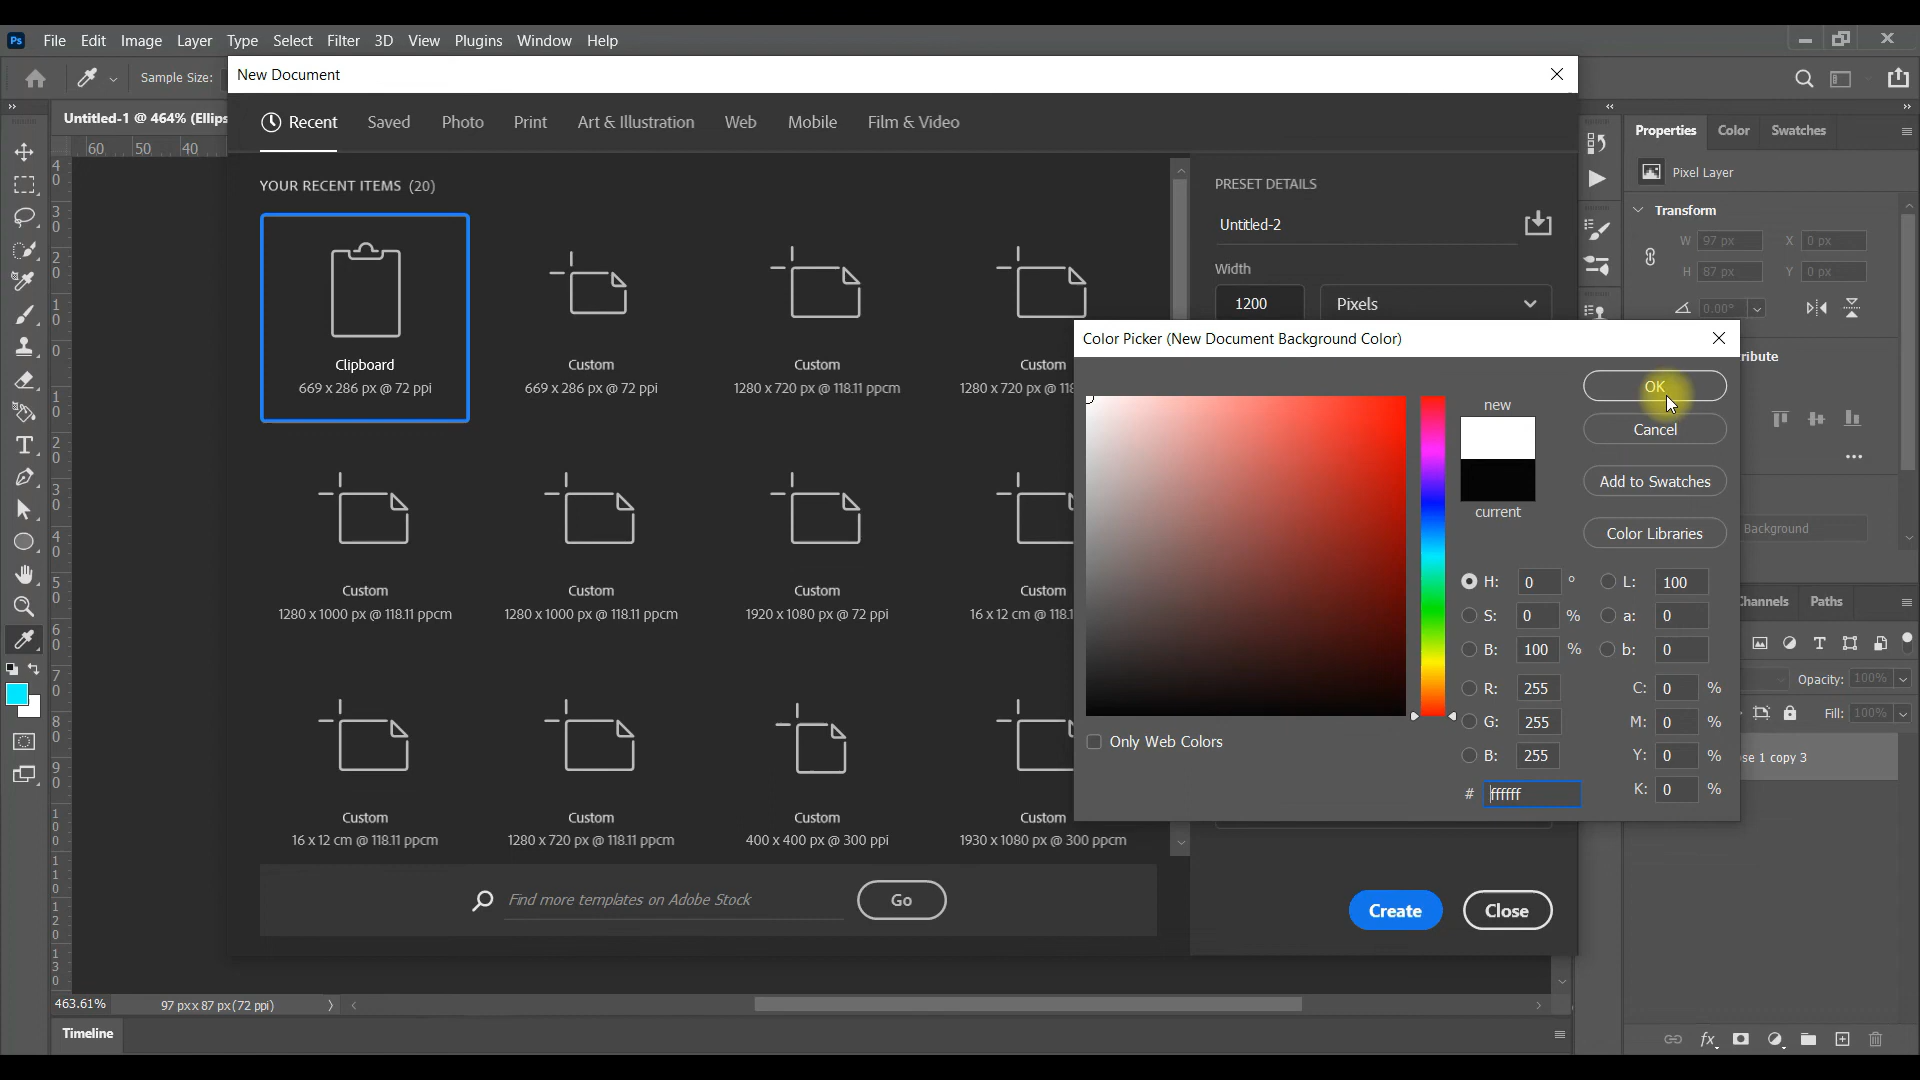 Ps File Edit Image Layer Type Select Filter 3D View Plugins Window Help
Sample Size:
New Document
Untitled-1 @ 464% (Ellips
60 50 40
Recent Saved Photo Print Art & Illustration Web Mobile Film & Video
YOUR RECENT ITEMS (20)
Clipboard
669 x 286 px @ 72 ppi
Custom
669 x 286 px @ 72 ppi
Custom
1280 x 720 px @ 118.11 ppcm
Custom
1280 x 720 px @ 118
Custom
1280 x 1000 px @ 118.11 ppcm
Custom
1280 x 1000 px @ 118.11 ppcm
Custom
1920 x 1080 px @ 72 ppi
Custom
16 x 12 cm @ 118.1
Custom
16 x 12 cm @ 118.11 ppcm
Custom
1280 x 720 px @ 118.11 ppcm
Custom
400 x 400 px @ 300 ppi
Custom
1930 x 1080 px @ 300 ppcm
Find more templates on Adobe Stock
Go
PRESET DETAILS
Untitled-2
Width
1200 Pixels
Create Close
Color Picker (New Document Background Color)
new
current
OK
Cancel
Add to Swatches
Color Libraries
H: 0 ° L: 100
S: 0 % a: 0
B: 100 % b: 0
R: 255 C: 0 %
G: 255 M: 0 %
B: 255 Y: 0 %
# ffffff K: 0 %
Only Web Colors
Properties Color Swatches
Pixel Layer
Transform
W 97 px X 0 px
H 87 px Y 0 px
0.00°
ribute
Background
Channels Paths
Opacity: 100%
Fill: 100%
se 1 copy 3
fx
463.61% 97 px x 87 px (72 ppi)
Timeline